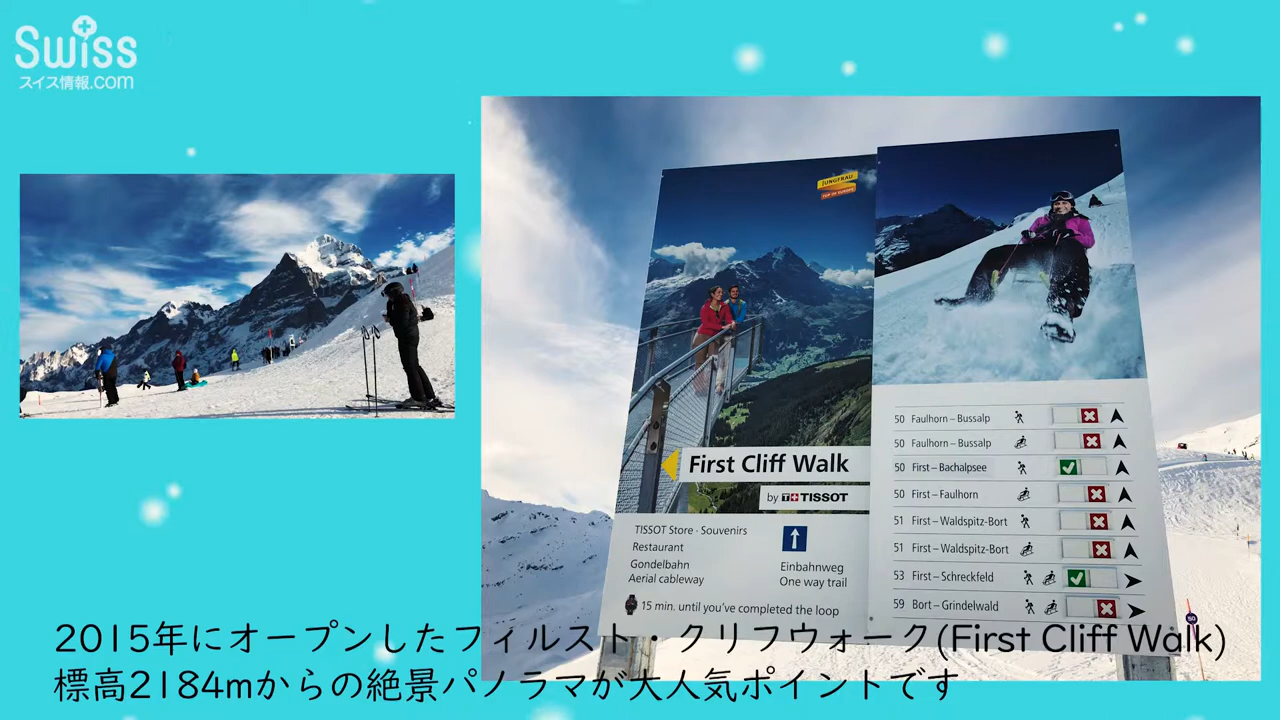 Swiss
スイス情報.com
JUNGFRAU
TOP OF EUROPE
First Cliff Walk
by TISSOT
TISSOT Store · Souvenirs
Restaurant
Gondelbahn
Aerial cableway
Einbahnweg
One way trail
15 min. until you've completed the loop
50 Faulhorn – Bussalp
50 Faulhorn – Bussalp
50 First – Bachalpsee
50 First – Faulhorn
51 First – Waldspitz-Bort
51 First – Waldspitz-Bort
53 First – Schreckfeld
59 Bort – Grindelwald
2015年にオープンしたフィルスト・クリフウォーク(First Cliff Walk)
標高2184mからの絶景パノラマが大人気ポイントです